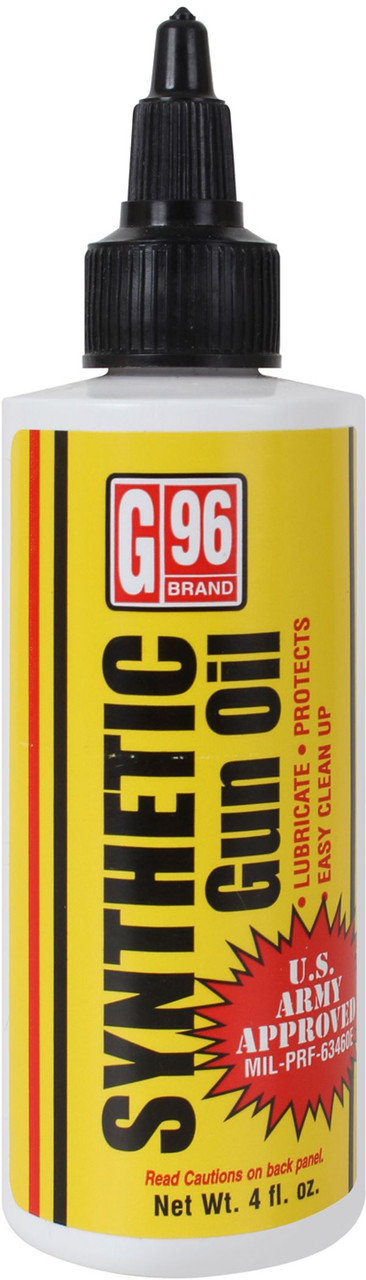 G 96
BRAND
SYNTHETIC
Gun Oil
• LUBRICATE • PROTECTS
• EASY CLEAN UP
U.S.
ARMY
APPROVED
MIL-PRF-63460E
Read Cautions on back panel.
Net Wt. 4 fl. oz.